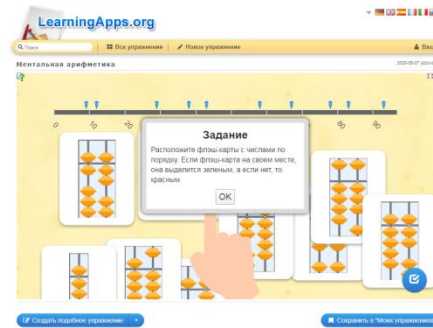 LearningApps.org
Поиск
Все упражнения
Новое упражнение
Ментальная арифметика
0
10
20
80
90
Задание
Расположите флэш-карты с числами по
порядку. Если флэш-карта на своем месте,
она выделится зеленым, а если нет, то
красным
OK
Создать подобное упражнение
Сохранить в "Моих упражнениях